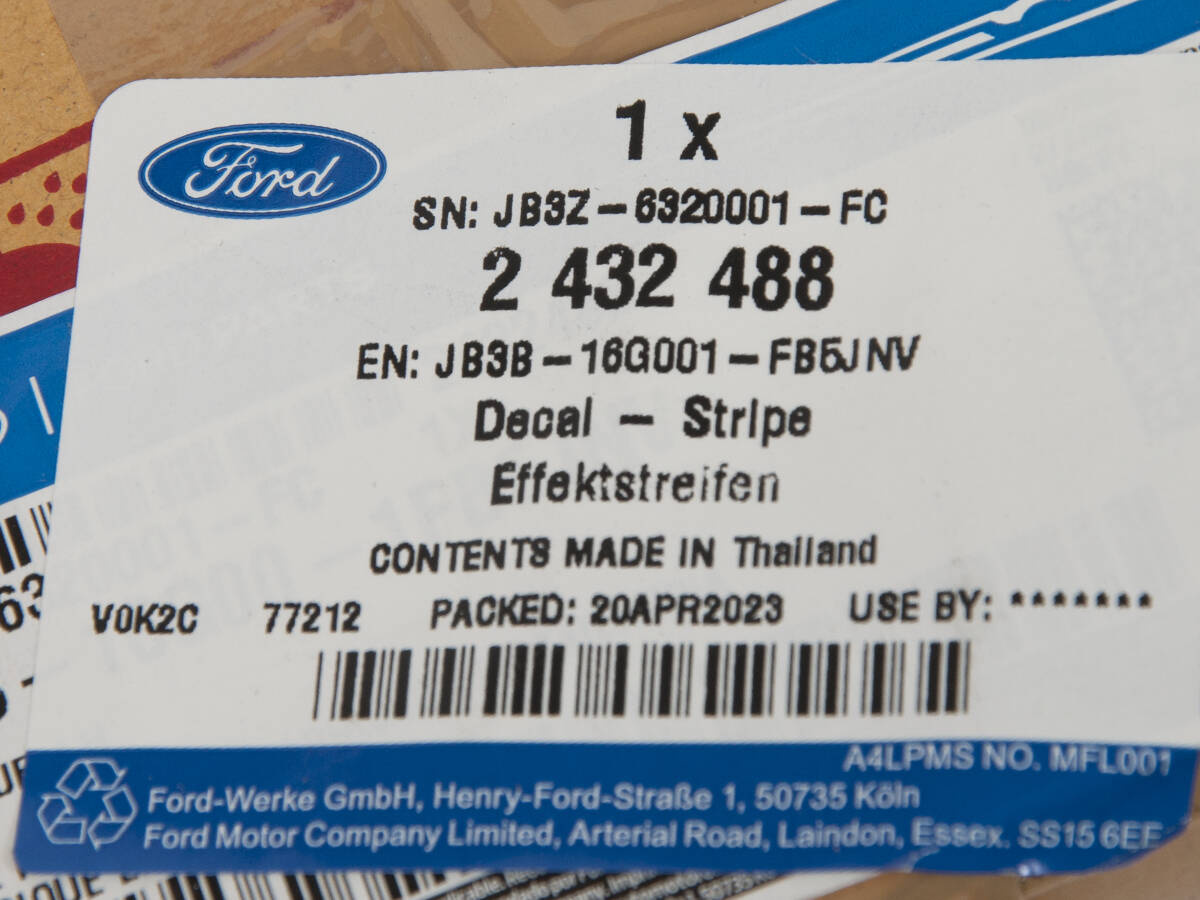 Ford
1 x
SN: JB3Z-6320001-FC
2 432 488
EN: JB3B-16G001-FB5JNV
Decal - Stripe
Effektstreifen
CONTENTS MADE IN Thailand
V0K2C 77212 PACKED: 20APR2023 USE BY: *******
A4LPMS NO. MFL001
Ford-Werke GmbH, Henry-Ford-Straße 1, 50735 Köln
Ford Motor Company Limited, Arterial Road, Laindon, Essex. SS15 6EE